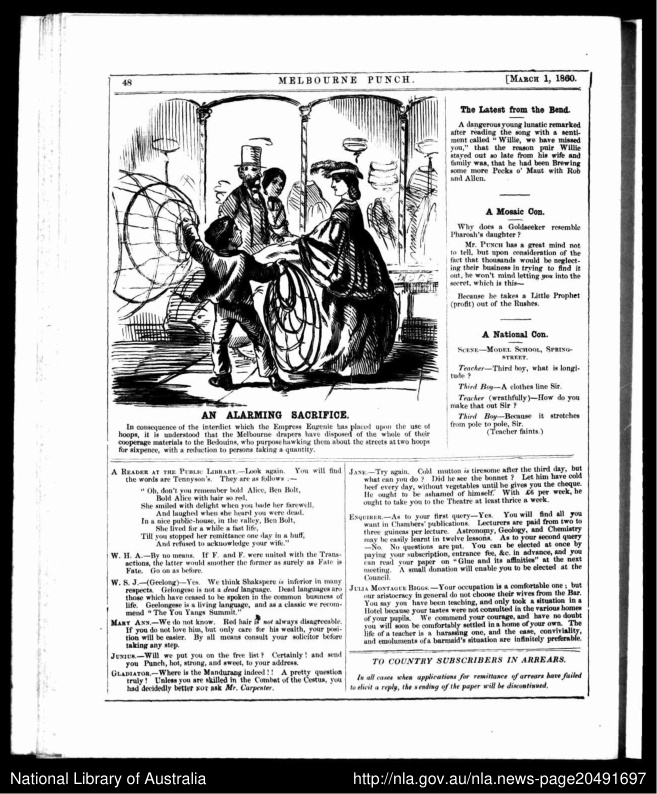 48
MELBOURNE PUNCH.
[MARCH 1, 1860.
AN ALARMING SACRIFICE.
In consequence of the interdict which the Empress Eugenie has placed upon the use of
hoops, it is understood that the Melbourne drapers have disposed of the whole of their
cooperage materials to the Bedouins, who purpose hawking them about the streets at two hoops
for sixpence, with a reduction to persons taking a quantity.
The Latest from the Bend.
A dangerous young lunatic remarked
after reading the song with a senti-
ment called "Willie, we have missed
you," that the reason puir Willie
stayed out so late from his wife and
family was, that he had been Brewing
some more Pecks o' Maut with Rob
and Allen.
A Mosaic Con.
Why does a Goldseeker resemble
Pharoah's daughter?
Mr. PUNCH has a great mind not
to tell, but upon consideration of the
fact that thousands would be neglect-
ing their business in trying to find it
out, he won't mind letting you into the
secret, which is this—
Because he takes a Little Prophet
(profit) out of the Rushes.
A National Con.
SCENE—MODEL SCHOOL, SPRING-
STREET.
Teacher—Third boy, what is longi-
tude ?
Third Boy—A clothes line Sir.
Teacher (wrathfully)—How do you
make that out Sir ?
Third Boy—Because it stretches
from pole to pole, Sir.
(Teacher faints.)
A READER AT THE PUBLIC LIBRARY.—Look again. You will find
the words are Tennyson's. They are as follows :—
"Oh, don't you remember bold Alice, Ben Bolt,
Bold Alice with hair so red,
She smiled with delight when you bade her farewell,
And laughed when she heard you were dead.
In a nice public-house, in the valley, Ben Bolt,
She lived for a while a fast life,
Till you stopped her remittance one day in a huff,
And refused to acknowledge your wife."
W. H. A.—By no means. If F. and F. were united with the Trans-
actions, the latter would smother the former as surely as Fate is
Fate. Go on as before.
W. S. J.—(Geelong)—Yes. We think Shakspere is inferior in many
respects. Gelongese is not a dead language. Dead languages are
those which have ceased to be spoken in the common business of
life. Geelongese is a living language, and as a classic we recom-
mend "The You Yangs Summit."
MARY ANN.—We do not know. Red hair is not always disagreeable.
If you do not love him, but only care for his wealth, your posi-
tion will be easier. By all means consult your solicitor before
taking any step.
JUNIUS.—Will we put you on the free list? Certainly! and send
you Punch, hot, strong, and sweet, to your address.
GLADIATOR.—Where is the Mandurang indeed!! A pretty question
truly! Unless you are skilled in the Combat of the Cestus, you
had decidedly better NOT ask Mr. Carpenter.
JANE.—Try again. Cold mutton is tiresome after the third day, but
what can you do? Did he see the bonnet? Let him have cold
beef every day, without vegetables until he gives you the cheque.
He ought to be ashamed of himself. With £6 per week, he
ought to take you to the Theatre at least thrice a week.
ENQUIRER.—As to your first query—Yes. You will find all you
want in Chambers' publications. Lecturers are paid from two to
three guineas per lecture. Astronomy, Geology, and Chemistry
may be easily learnt in twelve lessons. As to your second query
—No. No questions are put. You can be elected at once by
paying your subscription, entrance fee, &c. in advance, and you
can read your paper on "Glue and its affinities" at the next
meeting. A small donation will enable you to be elected at the
Council.
JULIA MONTAGUE BIGGS.—Your occupation is a comfortable one; but
our aristocracy in general do not choose their wives from the Bar.
You say you have been teaching, and only took a situation in a
Hotel because your tastes were not consulted in the various homes
of your pupils. We commend your courage, and have no doubt
you will soon be comfortably settled in a home of your own. The
life of a teacher is a harassing one, and the ease, conviviality,
and emoluments of a barmaid's situation are infinitely preferable.
TO COUNTRY SUBSCRIBERS IN ARREARS.
In all cases when applications for remittance of arrears have failed
to elicit a reply, the sending of the paper will be discontinued.
National Library of Australia
http://nla.gov.au/nla.news-page20491697